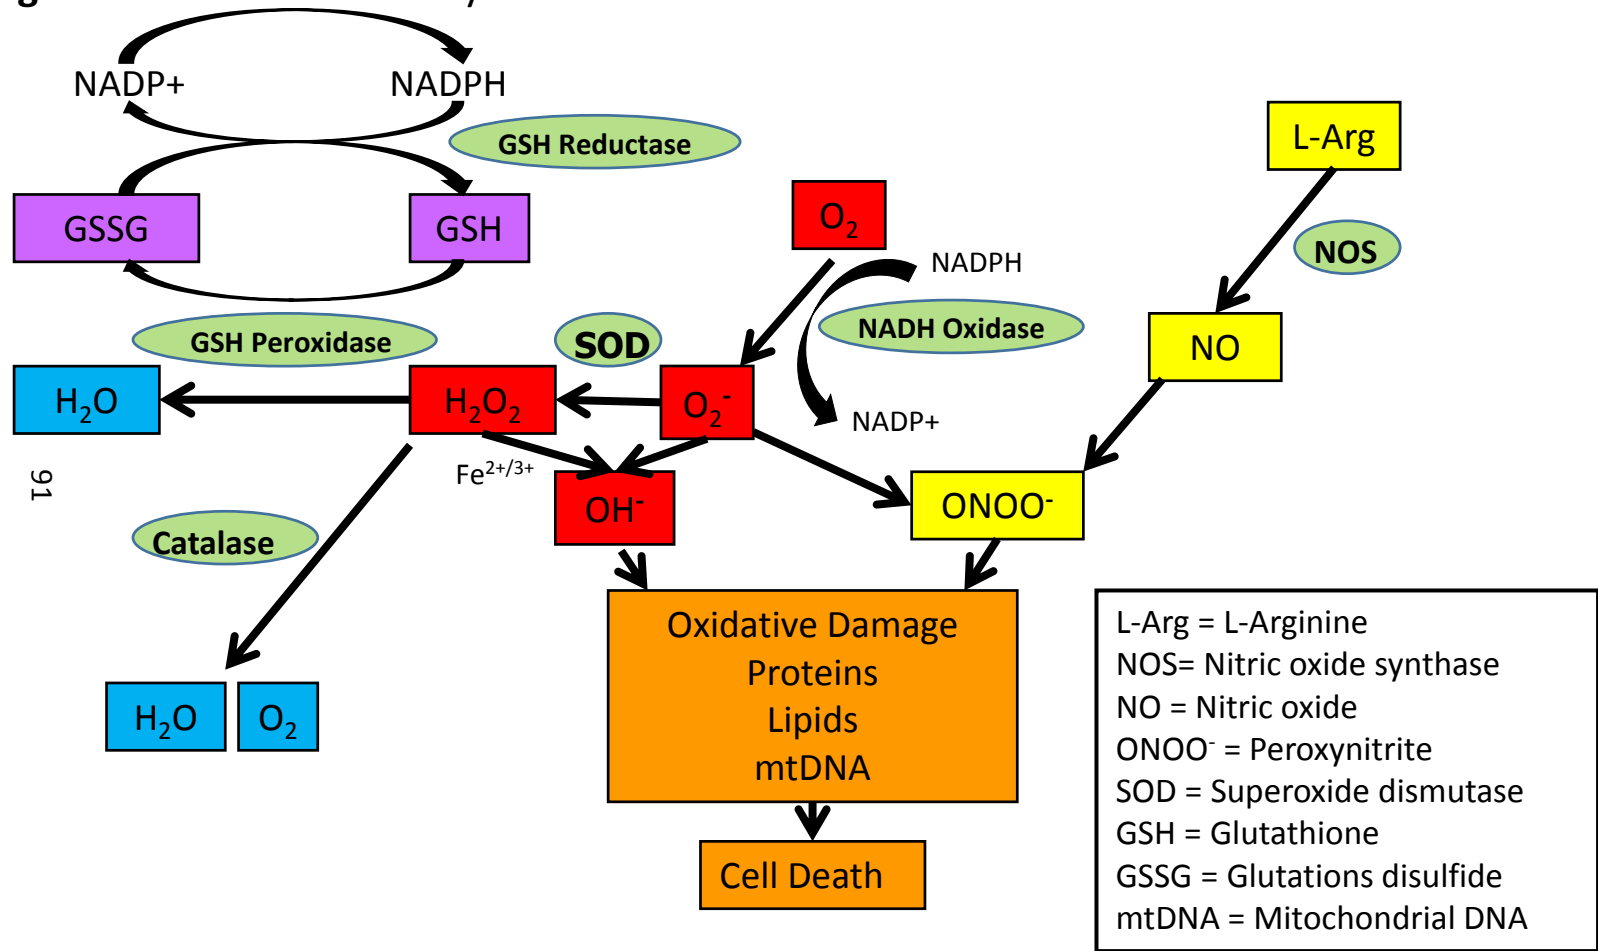 NADP+
NADPH
GSH Reductase
L-Arg
GSSG
GSH
O₂
NOS
NADPH
GSH Peroxidase
SOD
NADH Oxidase
NO
H₂O
H₂O₂
O₂⁻
NADP+
Fe²⁺/³⁺
91
OH⁻
ONOO⁻
Catalase
Oxidative Damage
Proteins
Lipids
mtDNA
H₂O
O₂
Cell Death
L-Arg = L-Arginine
NOS= Nitric oxide synthase
NO = Nitric oxide
ONOO⁻ = Peroxynitrite
SOD = Superoxide dismutase
GSH = Glutathione
GSSG = Glutations disulfide
mtDNA = Mitochondrial DNA